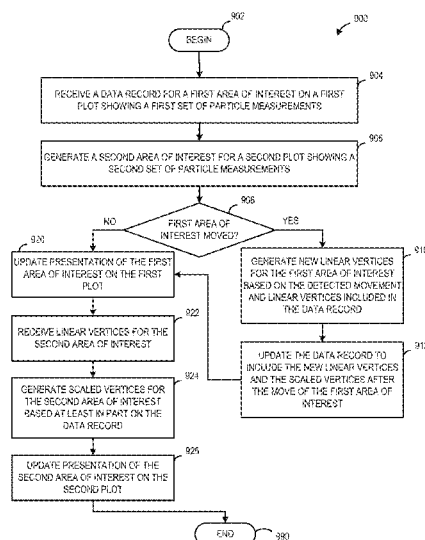 902
900
BEGIN
904
RECEIVE A DATA RECORD FOR A FIRST AREA OF INTEREST ON A FIRST
PLOT SHOWING A FIRST SET OF PARTICLE MEASUREMENTS
GENERATE A SECOND AREA OF INTEREST FOR A SECOND PLOT SHOWING A
SECOND SET OF PARTICLE MEASUREMENTS
NO
FIRST AREA OF
INTEREST MOVED?
YES
920
UPDATE PRESENTATION OF THE FIRST
AREA OF INTEREST ON THE FIRST
PLOT
GENERATE NEW LINEAR VERTICES
FOR THE FIRST AREA OF INTEREST
BASED ON THE DETECTED MOVEMENT
AND LINEAR VERTICES INCLUDED IN
THE DATA RECORD
922
RECEIVE LINEAR VERTICES FOR THE
SECOND AREA OF INTEREST
UPDATE THE DATA RECORD TO
INCLUDE THE NEW LINEAR VERTICES
AND THE SCALED VERTICES AFTER
THE MOVE OF THE FIRST AREA OF
INTEREST
924
GENERATE SCALED VERTICES FOR
THE SECOND AREA OF INTEREST
BASED AT LEAST IN PART ON THE
DATA RECORD
UPDATE PRESENTATION OF THE
SECOND AREA OF INTEREST ON THE
SECOND PLOT
END
990